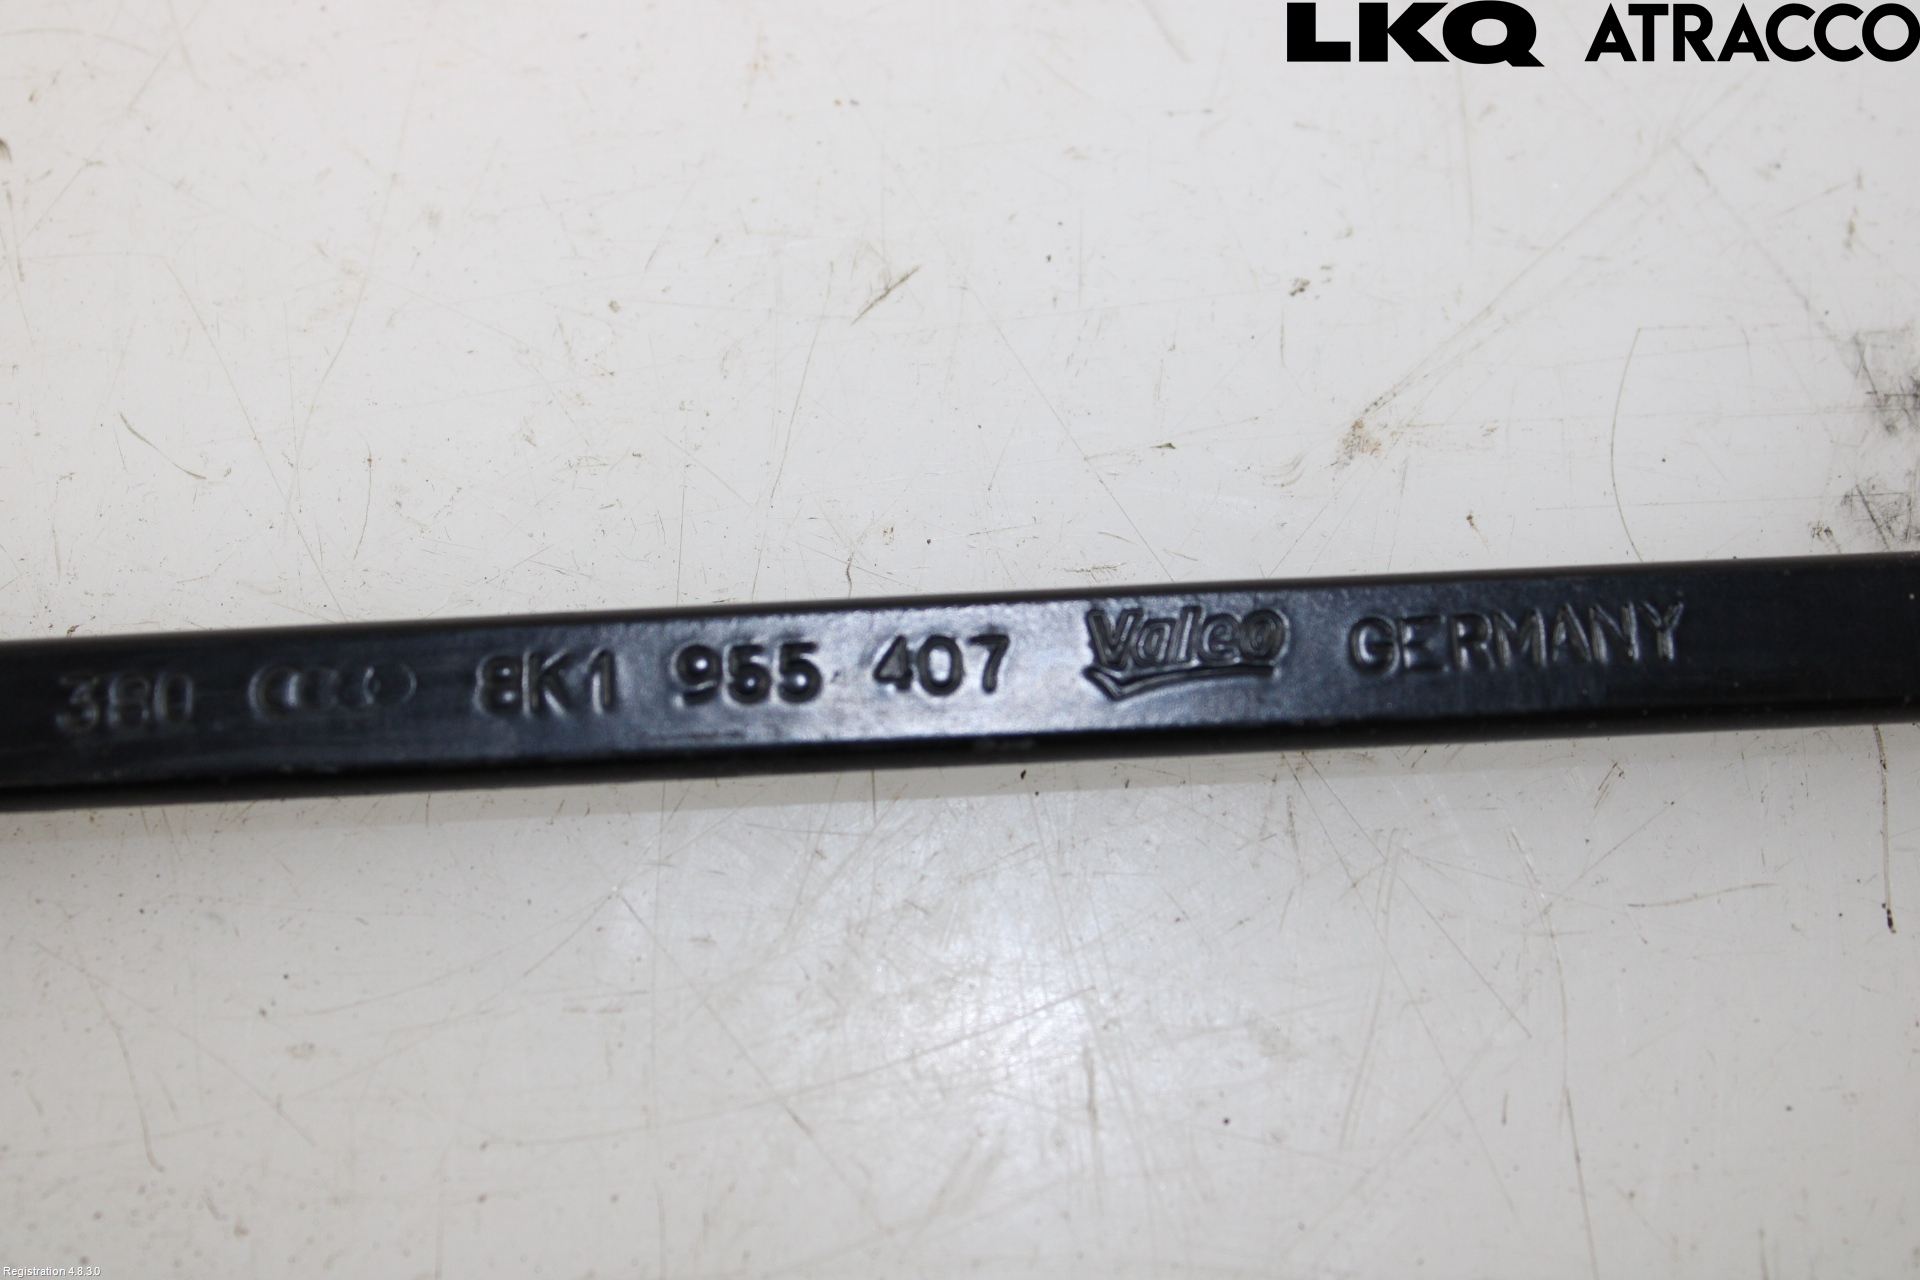 LKQ ATRACCO
380 8K1 955 407 Valeo GERMANY
Registration 4.8.3.0